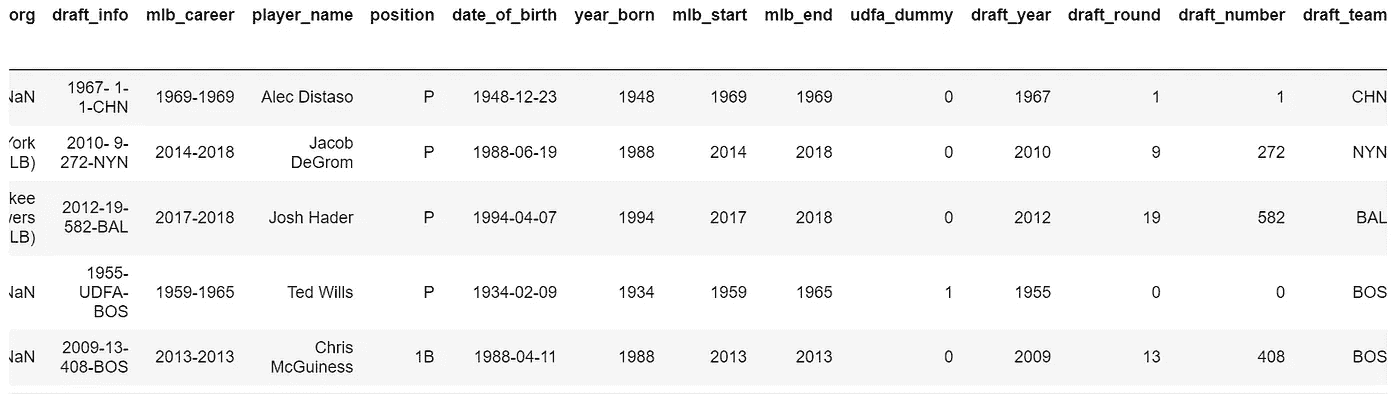 org draft_info mlb_career player_name position date_of_birth year_born mlb_start mlb_end udfa_dummy draft_year draft_round draft_number draft_team
NaN 1967- 1-1-CHN 1969-1969 Alec Distaso P 1948-12-23 1948 1969 1969 0 1967 1 1 CHN
York LB) 2010- 9-272-NYN 2014-2018 Jacob DeGrom P 1988-06-19 1988 2014 2018 0 2010 9 272 NYN
kee vers LB) 2012-19-582-BAL 2017-2018 Josh Hader P 1994-04-07 1994 2017 2018 0 2012 19 582 BAL
NaN 1955-UDFA-BOS 1959-1965 Ted Wills P 1934-02-09 1934 1959 1965 1 1955 0 0 BOS
NaN 2009-13-408-BOS 2013-2013 Chris McGuiness 1B 1988-04-11 1988 2013 2013 0 2009 13 408 BOS